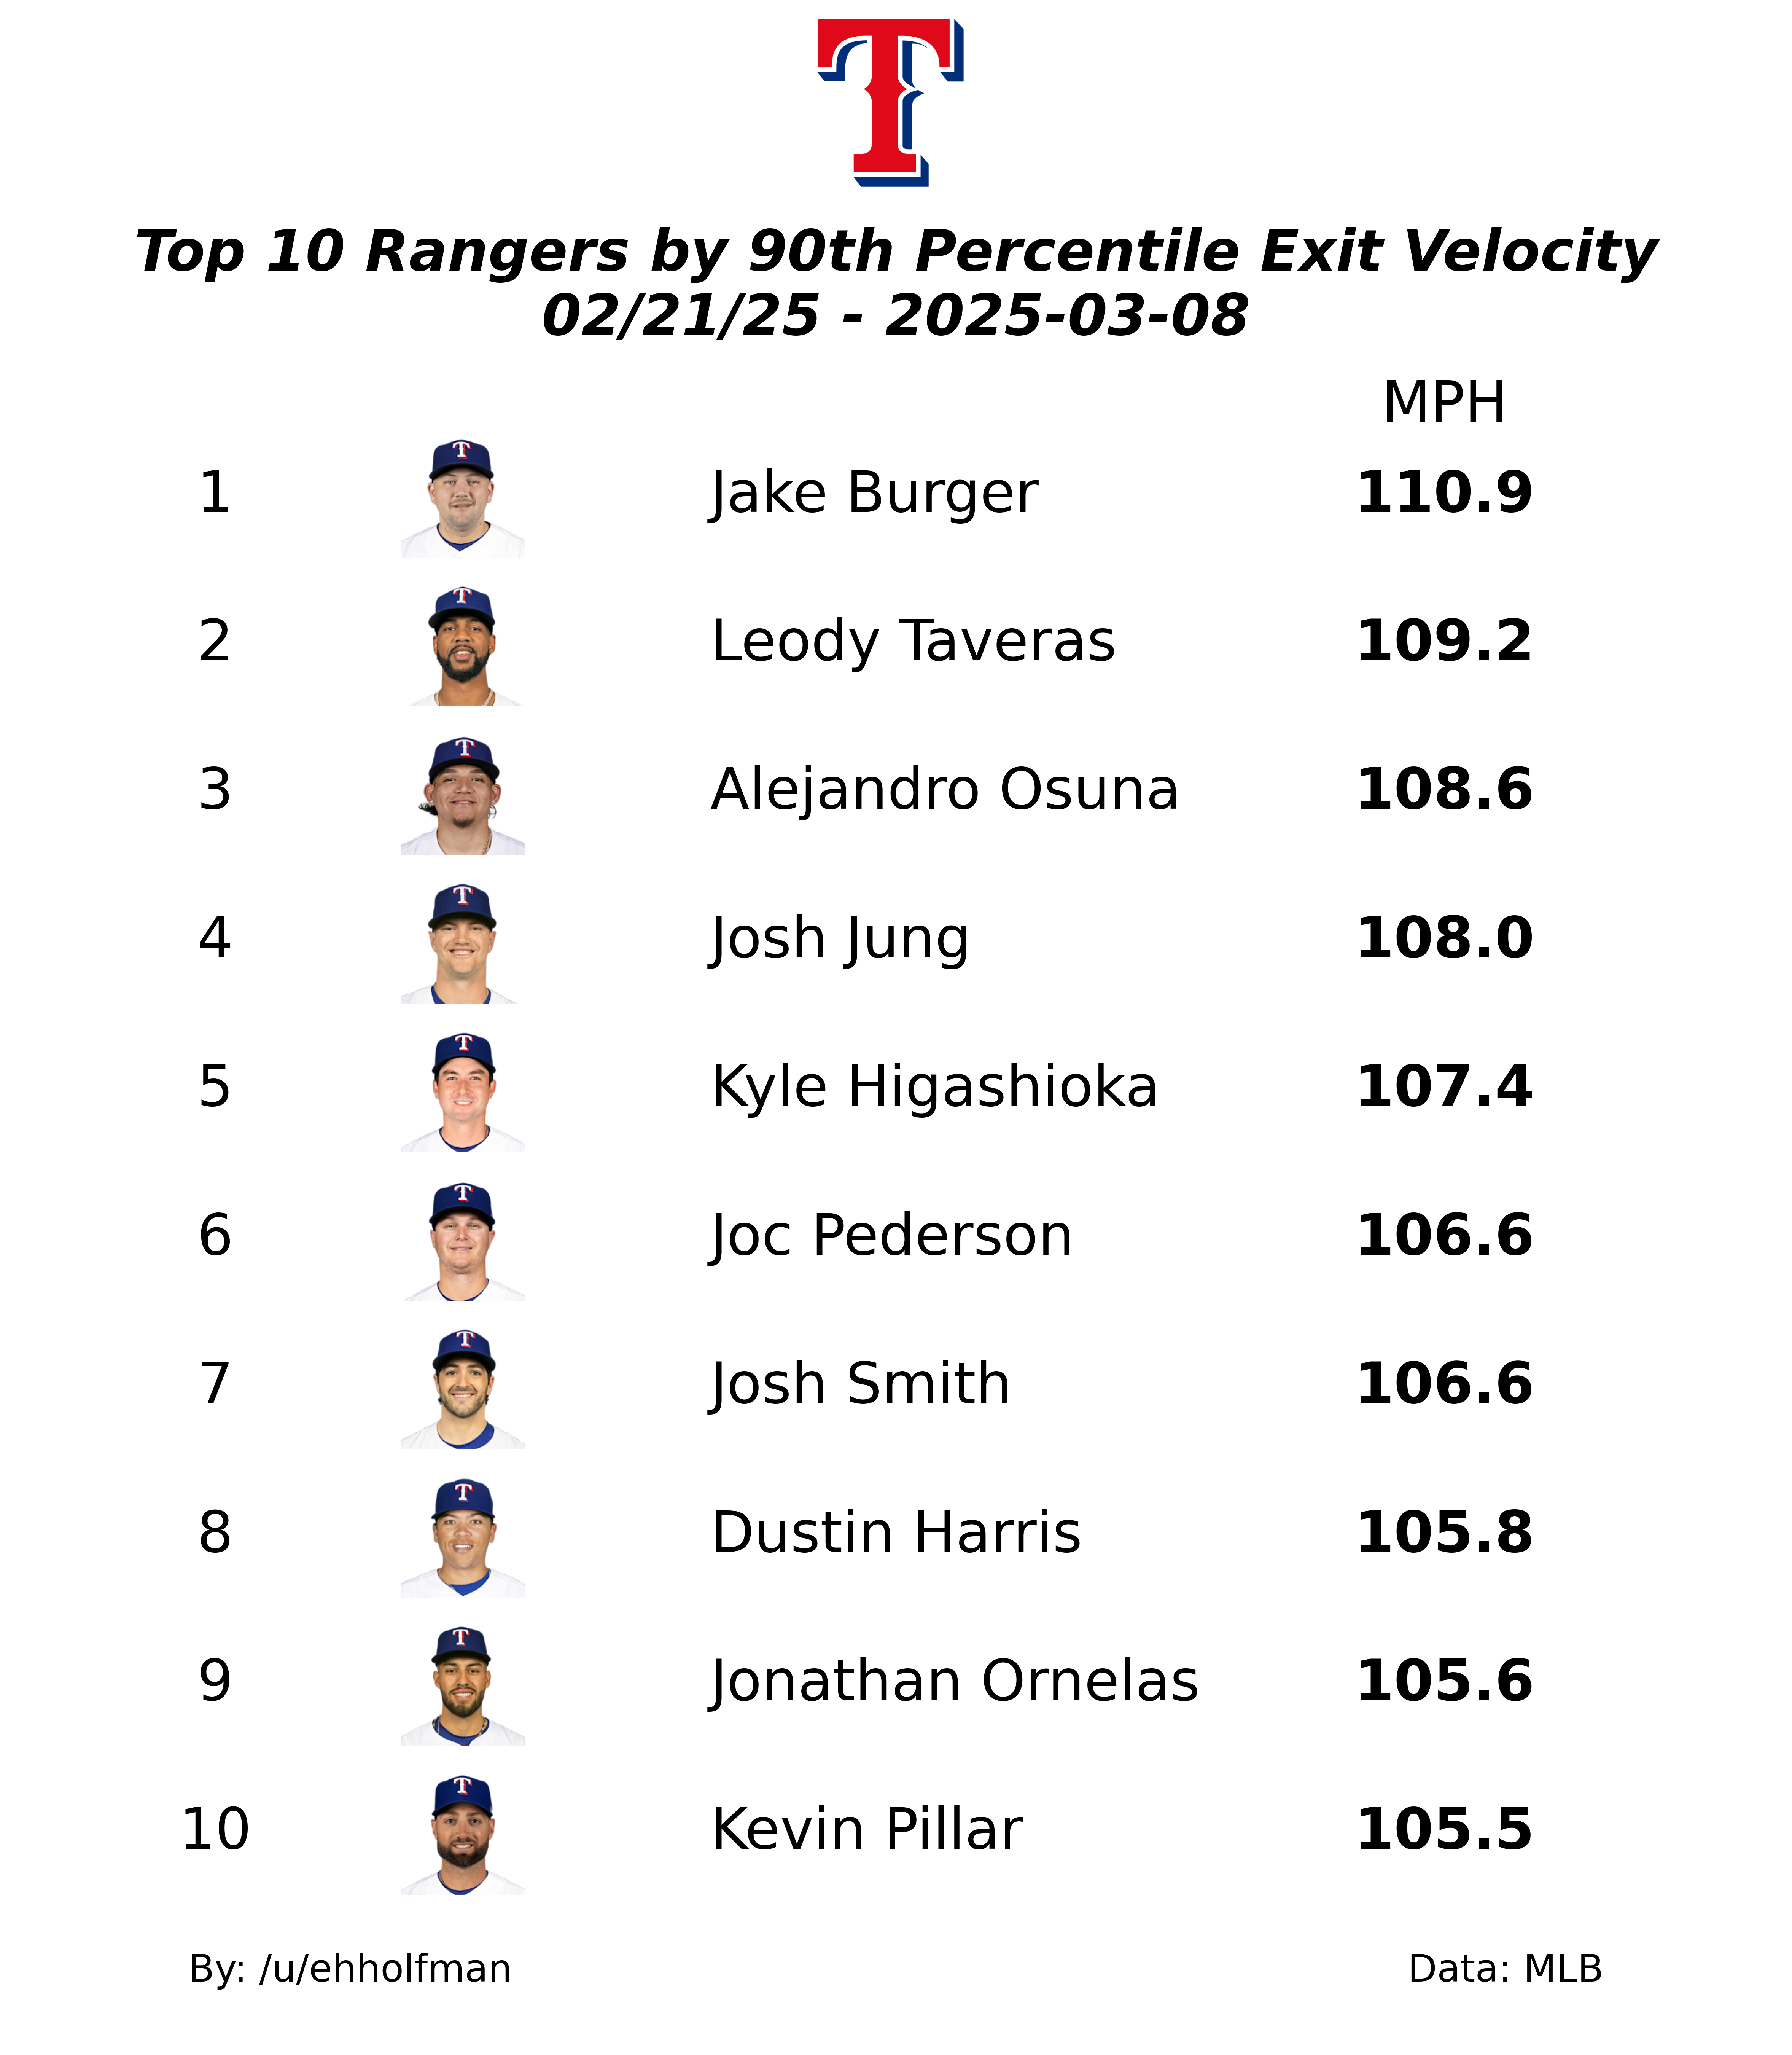 T
Top 10 Rangers by 90th Percentile Exit Velocity
02/21/25 - 2025-03-08
MPH
1 Jake Burger 110.9
2 Leody Taveras 109.2
3 Alejandro Osuna 108.6
4 Josh Jung 108.0
5 Kyle Higashioka 107.4
6 Joc Pederson 106.6
7 Josh Smith 106.6
8 Dustin Harris 105.8
9 Jonathan Ornelas 105.6
10 Kevin Pillar 105.5
By: /u/ehholfman Data: MLB